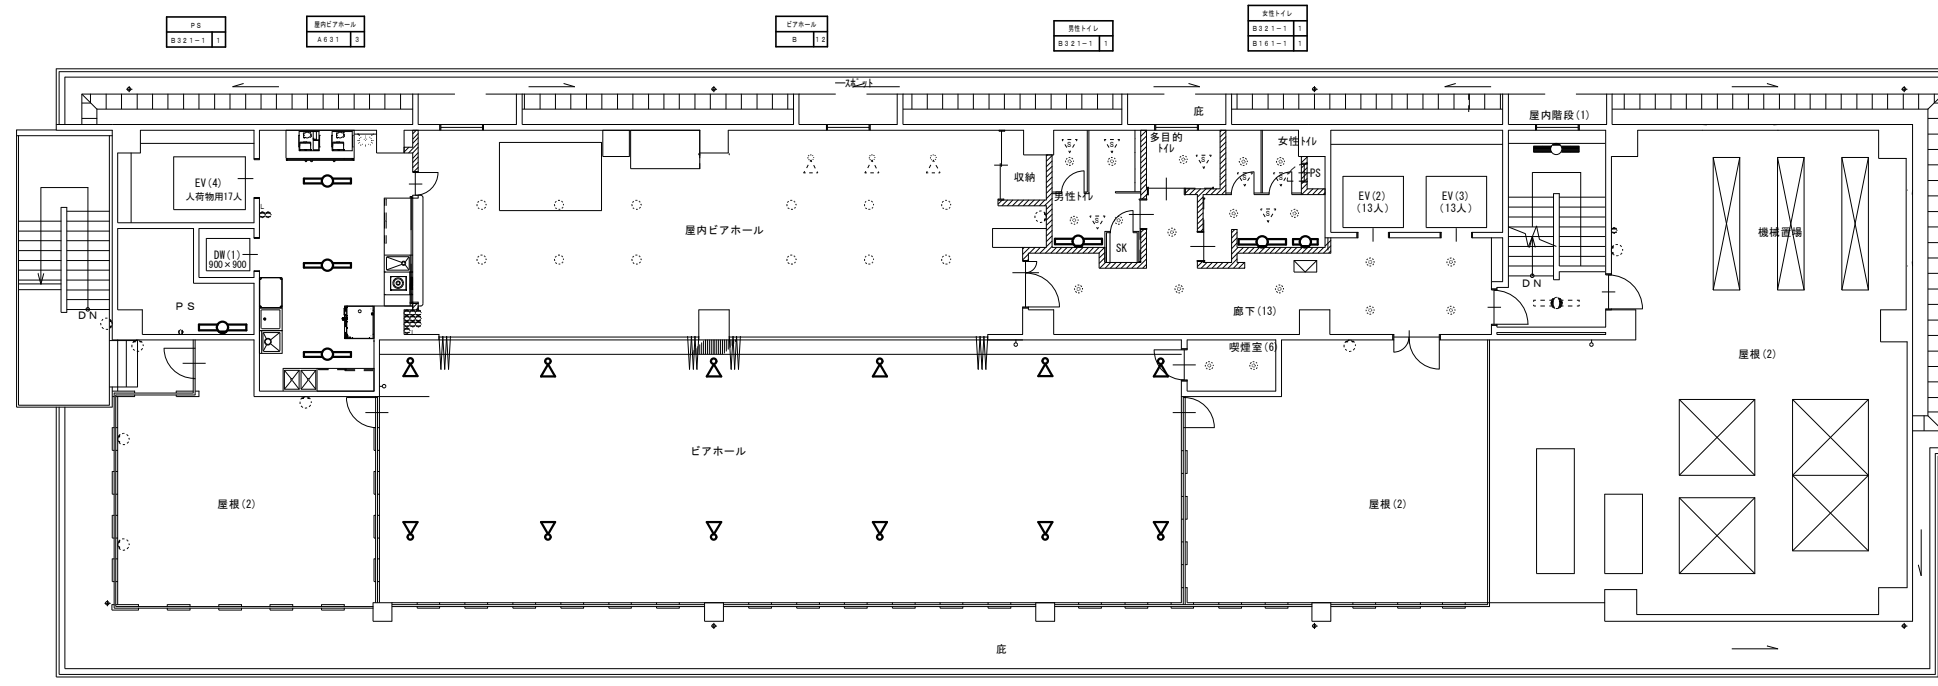 PS
B321-1 1
屋内ビアホール
A631 3
ビアホール
B 12
男性トイレ
B321-1 1
女性トイレ
B321-1 1
B161-1 1
スポット
庇
屋内階段(1)
多目的
トイレ
女性トイレ
EV(4)
人荷物用17人
収納
男性トイレ
PS
EV(2)
(13人)
EV(3)
(13人)
屋内ビアホール
機械置場
SK
DW(1)
900×900
DN
PS
DN
廊下(13)
喫煙室(6)
屋根(2)
ビアホール
屋根(2)
屋根(2)
庇